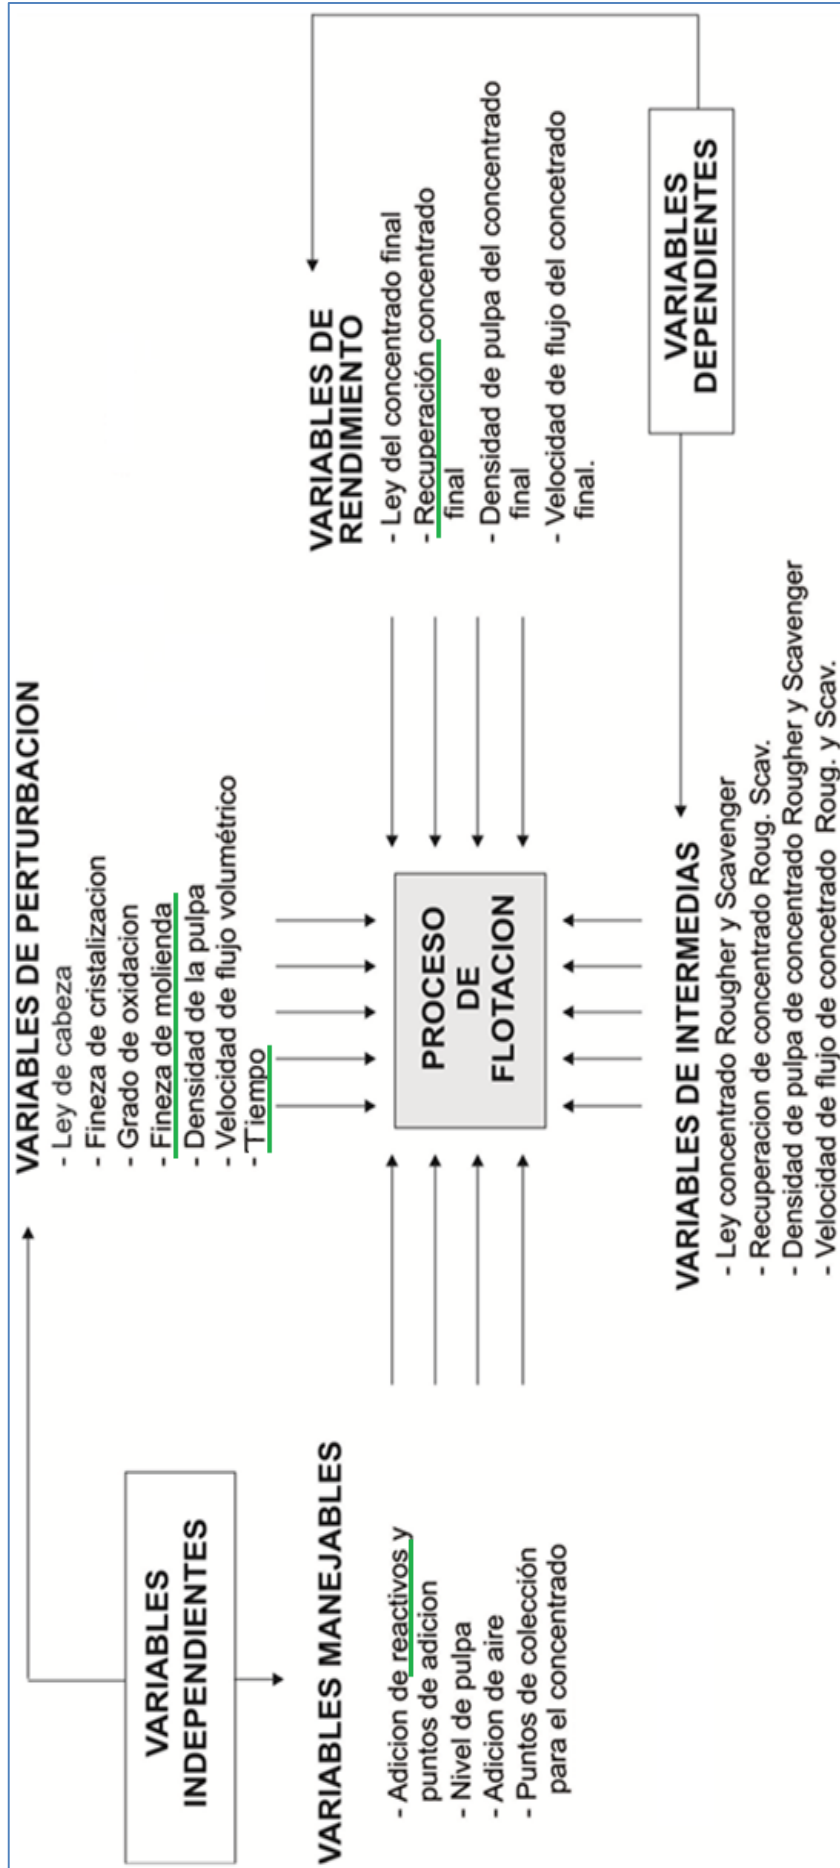 VARIABLES
INDEPENDIENTES
VARIABLES MANEJABLES
- Adicion de reactivos y
puntos de adicion
- Nivel de pulpa
- Adicion de aire
- Puntos de colección
para el concentrado
VARIABLES DE PERTURBACION
- Ley de cabeza
- Fineza de cristalizacion
- Grado de oxidacion
- Fineza de molienda
- Densidad de la pulpa
- Velocidad de flujo volumétrico
- Tiempo
PROCESO
DE
FLOTACION
VARIABLES DE INTERMEDIAS
- Ley concentrado Rougher y Scavenger
- Recuperacion de concentrado Roug. Scav.
- Densidad de pulpa de concentrado Rougher y Scavenger
- Velocidad de flujo de concetrado Roug. y Scav.
VARIABLES DE
RENDIMIENTO
- Ley del concentrado final
- Recuperación concentrado
final
- Densidad de pulpa del concentrado
final
- Velocidad de flujo del concetrado
final.
VARIABLES
DEPENDIENTES